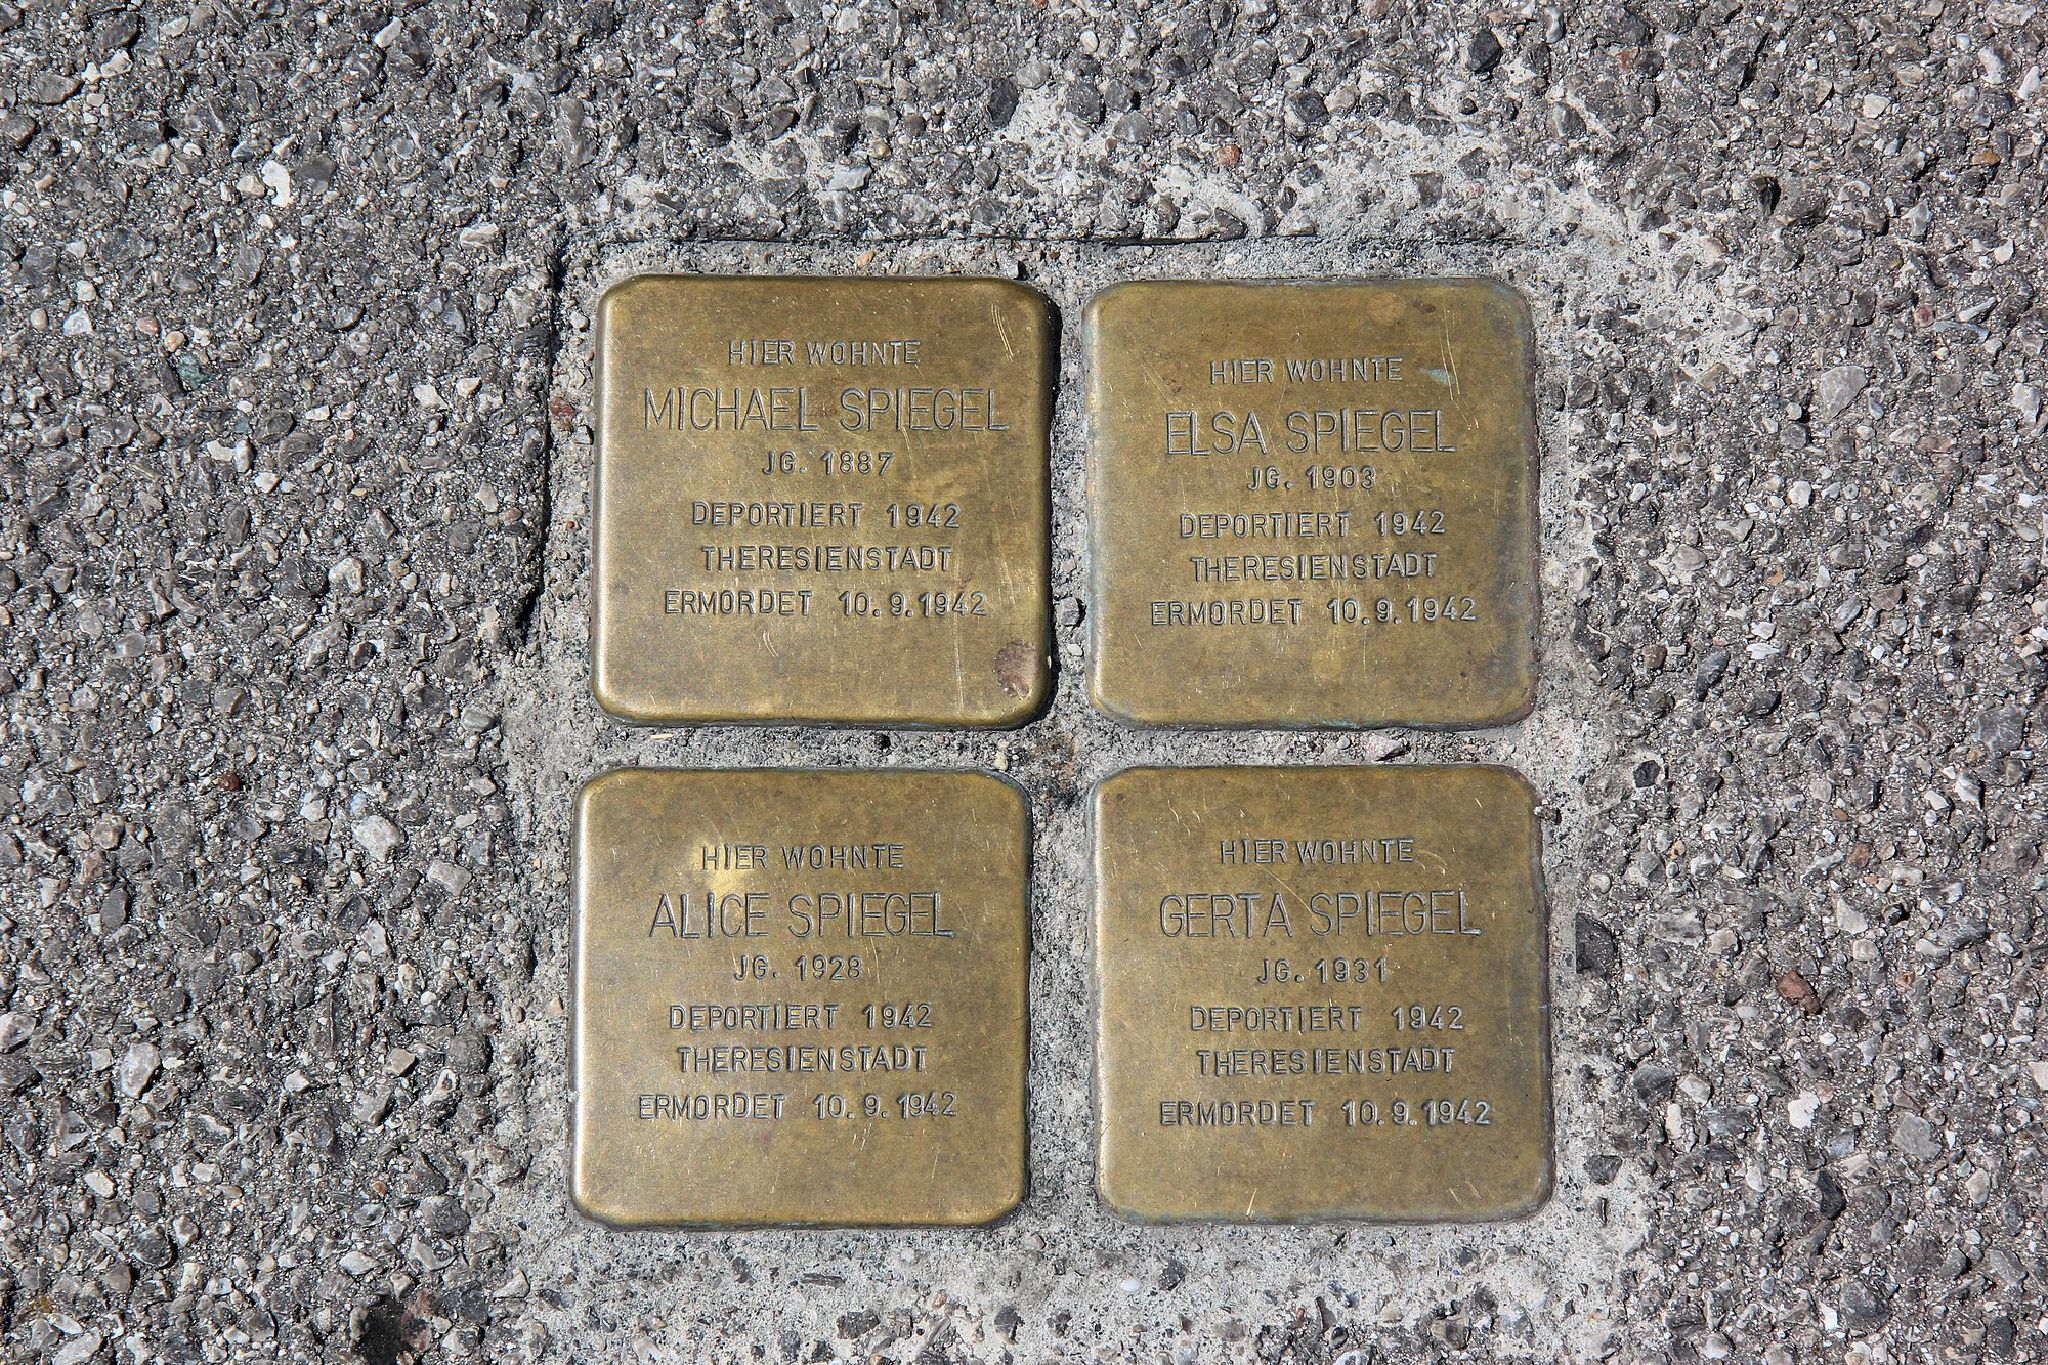 HIER WOHNTE
MICHAEL SPIEGEL
JG. 1887
DEPORTIERT 1942
THERESIENSTADT
ERMORDET 10.9.1942
HIER WOHNTE
ELSA SPIEGEL
JG. 1903
DEPORTIERT 1942
THERESIENSTADT
ERMORDET 10.9.1942
HIER WOHNTE
ALICE SPIEGEL
JG. 1928
DEPORTIERT 1942
THERESIENSTADT
ERMORDET 10.9.1942
HIER WOHNTE
GERTA SPIEGEL
JG. 1931
DEPORTIERT 1942
THERESIENSTADT
ERMORDET 10.9.1942